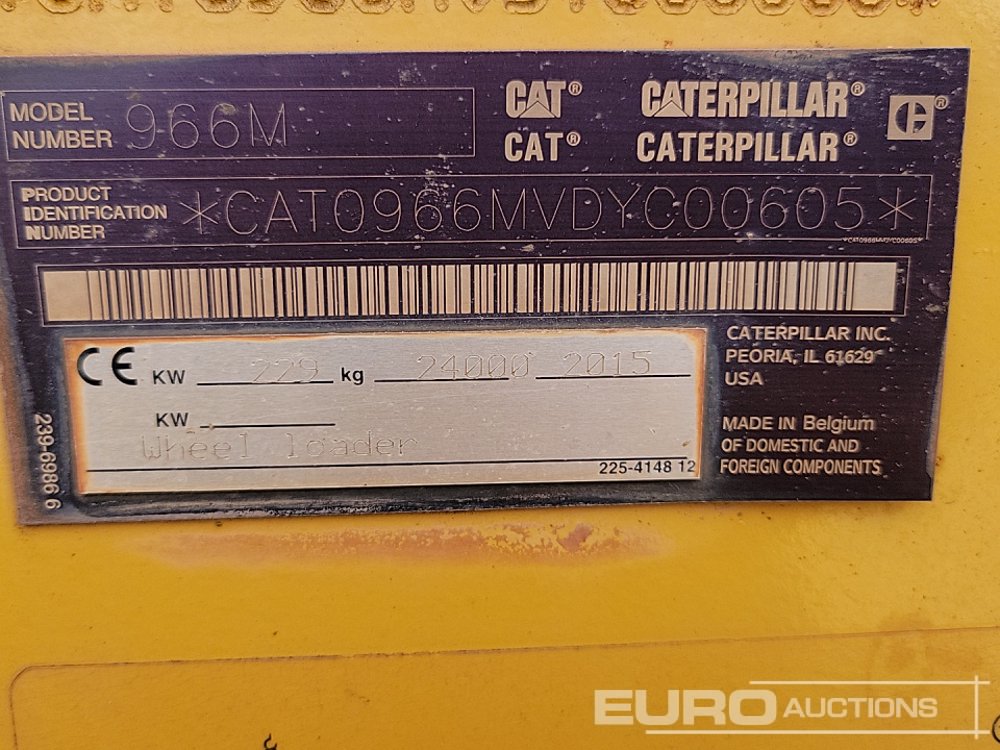 MODEL NUMBER 966M
CAT® CATERPILLAR®
CAT® CATERPILLAR®
PRODUCT IDENTIFICATION NUMBER *CAT0966MVDYC00605*
*CAT0966MVDYC00605*
CE KW 229 kg 24000 2015
KW
Wheel loader
225-4148 12
239-6986 6
CATERPILLAR INC.
PEORIA, IL 61629
USA
MADE IN Belgium
OF DOMESTIC AND
FOREIGN COMPONENTS
EURO AUCTIONS